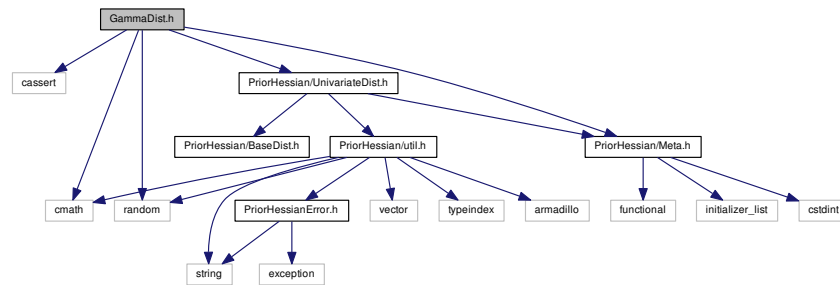 GammaDist.h
cassert
PriorHessian/UnivariateDist.h
PriorHessian/BaseDist.h
PriorHessian/util.h
PriorHessian/Meta.h
cmath
random
PriorHessianError.h
vector
typeindex
armadillo
functional
initializer_list
cstdint
string
exception